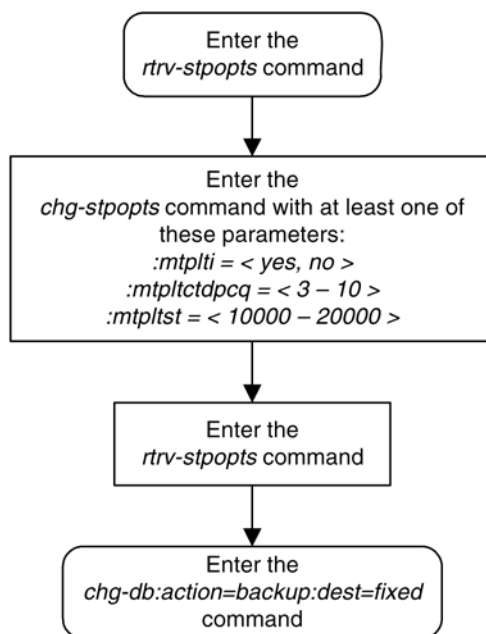 Enter the
rtrv-stpopts command
Enter the
chg-stpopts command with at least one of
these parameters:
:mtplti = < yes, no >
:mtpltctdpcq = < 3 – 10 >
:mtpltst = < 10000 – 20000 >
Enter the
rtrv-stpopts command
Enter the
chg-db:action=backup:dest=fixed
command